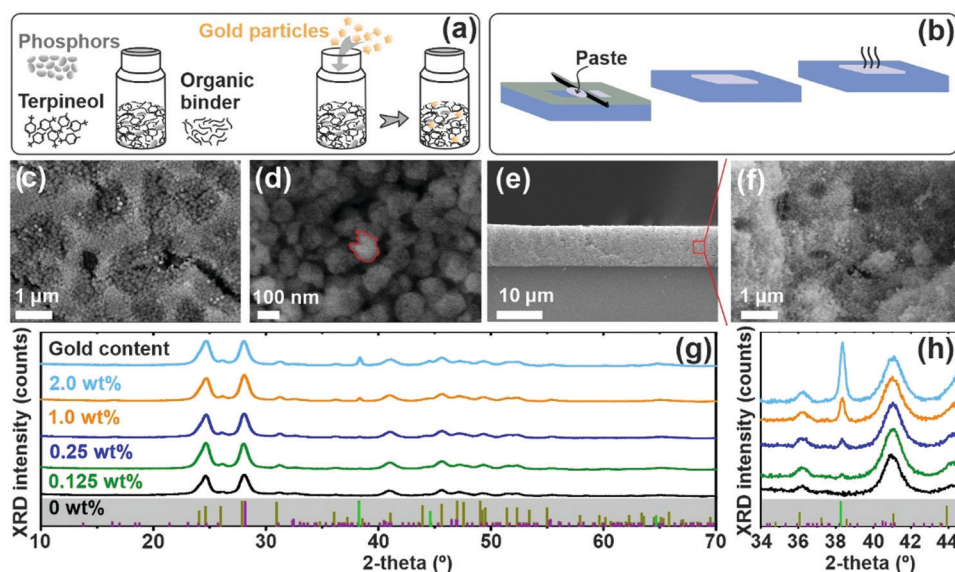 (a)
Phosphors
Gold particles
Terpineol
Organic
binder
(b)
Paste
(c)
1 µm
(d)
100 nm
(e)
10 µm
(f)
1 µm
XRD intensity (counts)
(g)
Gold content
2.0 wt%
1.0 wt%
0.25 wt%
0.125 wt%
0 wt%
10 20 30 40 50 60 70
2-theta (º)
XRD intensity (counts)
(h)
34 36 38 40 42 44
2-theta (º)